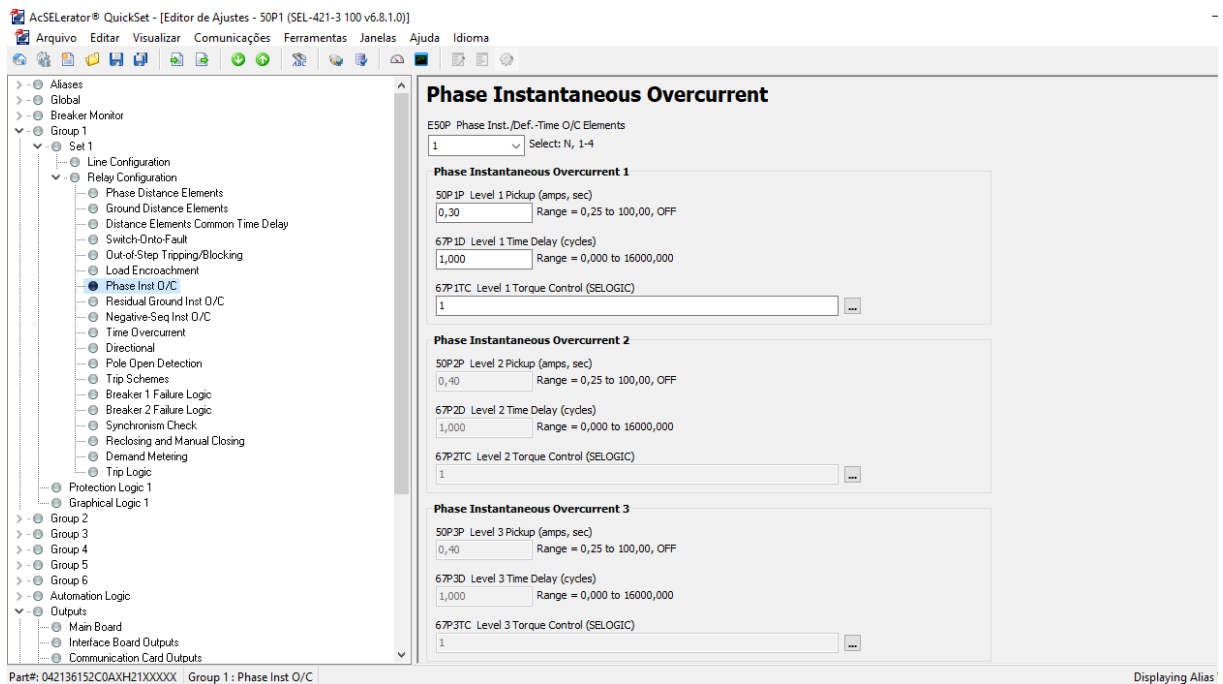 AcSELerator® QuickSet - [Editor de Ajustes - 50P1 (SEL-421-3 100 v6.8.1.0)]
Arquivo Editar Visualizar Comunicações Ferramentas Janelas Ajuda Idioma
Aliases
Global
Breaker Monitor
Group 1
Set 1
Line Configuration
Relay Configuration
Phase Distance Elements
Ground Distance Elements
Distance Elements Common Time Delay
Switch-Onto-Fault
Out-of-Step Tripping/Blocking
Load Encroachment
Phase Inst O/C
Residual Ground Inst O/C
Negative-Seq Inst O/C
Time Overcurrent
Directional
Pole Open Detection
Trip Schemes
Breaker 1 Failure Logic
Breaker 2 Failure Logic
Synchronism Check
Reclosing and Manual Closing
Demand Metering
Trip Logic
Protection Logic 1
Graphical Logic 1
Group 2
Group 3
Group 4
Group 5
Group 6
Automation Logic
Outputs
Main Board
Interface Board Outputs
Communication Card Outputs
Phase Instantaneous Overcurrent
E50P Phase Inst./Def.-Time O/C Elements
1 Select: N, 1-4
Phase Instantaneous Overcurrent 1
50P1P Level 1 Pickup (amps, sec)
0,30 Range = 0,25 to 100,00, OFF
67P1D Level 1 Time Delay (cycles)
1,000 Range = 0,000 to 16000,000
67P1TC Level 1 Torque Control (SELOGIC)
1 ...
Phase Instantaneous Overcurrent 2
50P2P Level 2 Pickup (amps, sec)
0,40 Range = 0,25 to 100,00, OFF
67P2D Level 2 Time Delay (cycles)
1,000 Range = 0,000 to 16000,000
67P2TC Level 2 Torque Control (SELOGIC)
1 ...
Phase Instantaneous Overcurrent 3
50P3P Level 3 Pickup (amps, sec)
0,40 Range = 0,25 to 100,00, OFF
67P3D Level 3 Time Delay (cycles)
1,000 Range = 0,000 to 16000,000
67P3TC Level 3 Torque Control (SELOGIC)
1 ...
Part#: 042136152C0AXH21XXXXX Group 1 : Phase Inst O/C Displaying Alias